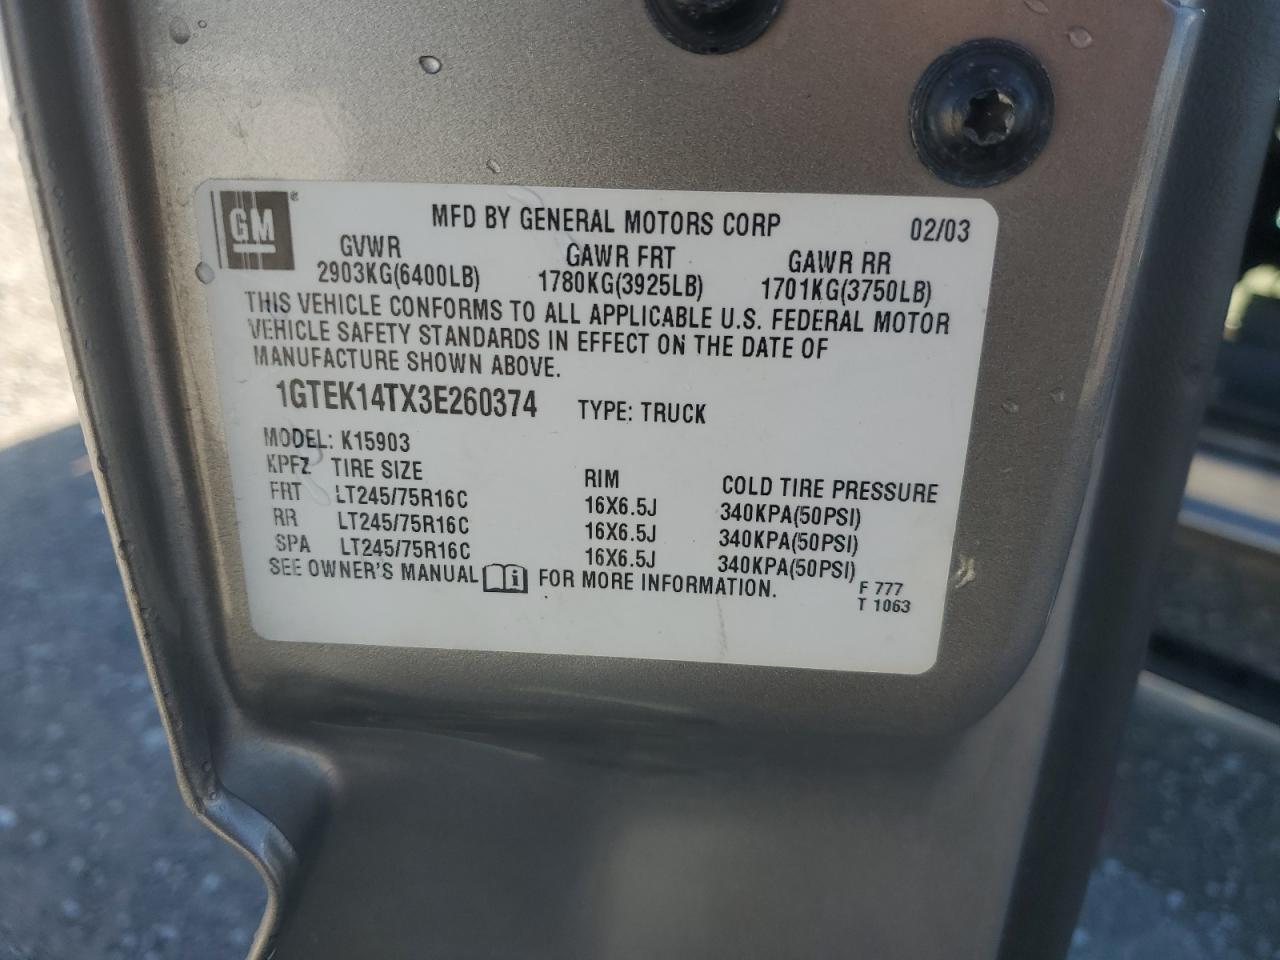 GM®
MFD BY GENERAL MOTORS CORP 02/03
GVWR GAWR FRT GAWR RR
2903KG(6400LB) 1780KG(3925LB) 1701KG(3750LB)
THIS VEHICLE CONFORMS TO ALL APPLICABLE U.S. FEDERAL MOTOR
VEHICLE SAFETY STANDARDS IN EFFECT ON THE DATE OF
MANUFACTURE SHOWN ABOVE.
1GTEK14TX3E260374 TYPE: TRUCK
MODEL: K15903
KPFZ TIRE SIZE RIM COLD TIRE PRESSURE
FRT LT245/75R16C 16X6.5J 340KPA(50PSI)
RR LT245/75R16C 16X6.5J 340KPA(50PSI)
SPA LT245/75R16C 16X6.5J 340KPA(50PSI)
SEE OWNER'S MANUAL i FOR MORE INFORMATION.
F 777
T 1063